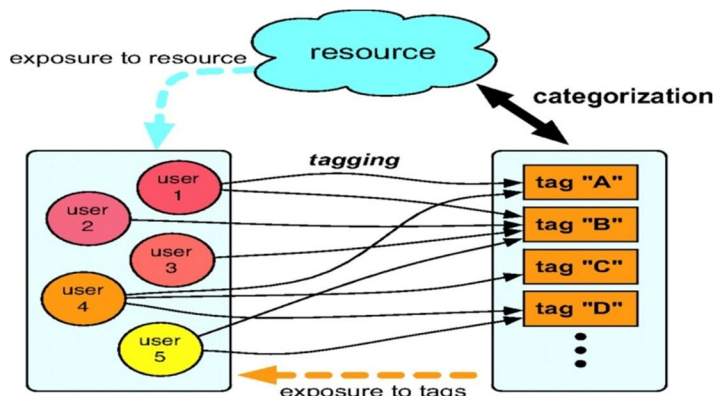 resource
exposure to resource
categorization
tagging
user
1
user
2
user
3
user
4
user
5
tag "A"
tag "B"
tag "C"
tag "D"
exposure to tags